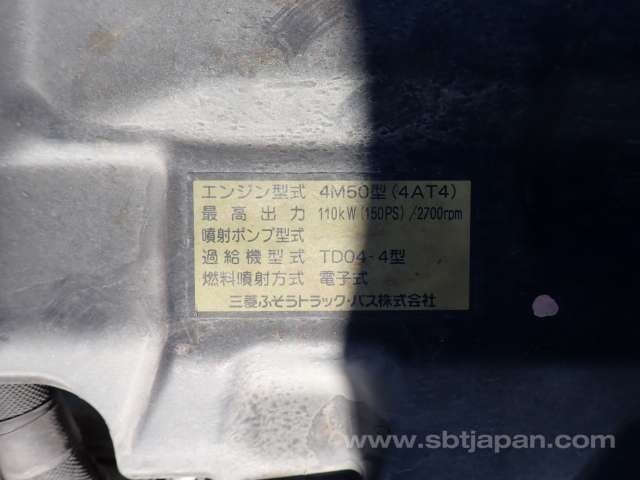 エンジン型式 4M50型(4AT4)
最高出力 110kW(150PS)/2700rpm
噴射ポンプ型式
過給機型式 TD04-4型
燃料噴射方式 電子式
三菱ふそうトラック・バス株式会社
www.sbtjapan.com